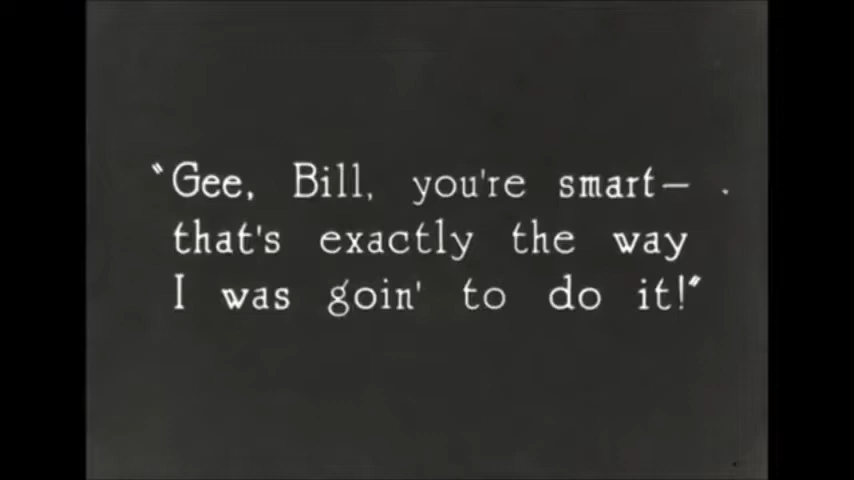 "Gee, Bill, you're smart—
that's exactly the way
I was goin' to do it!"